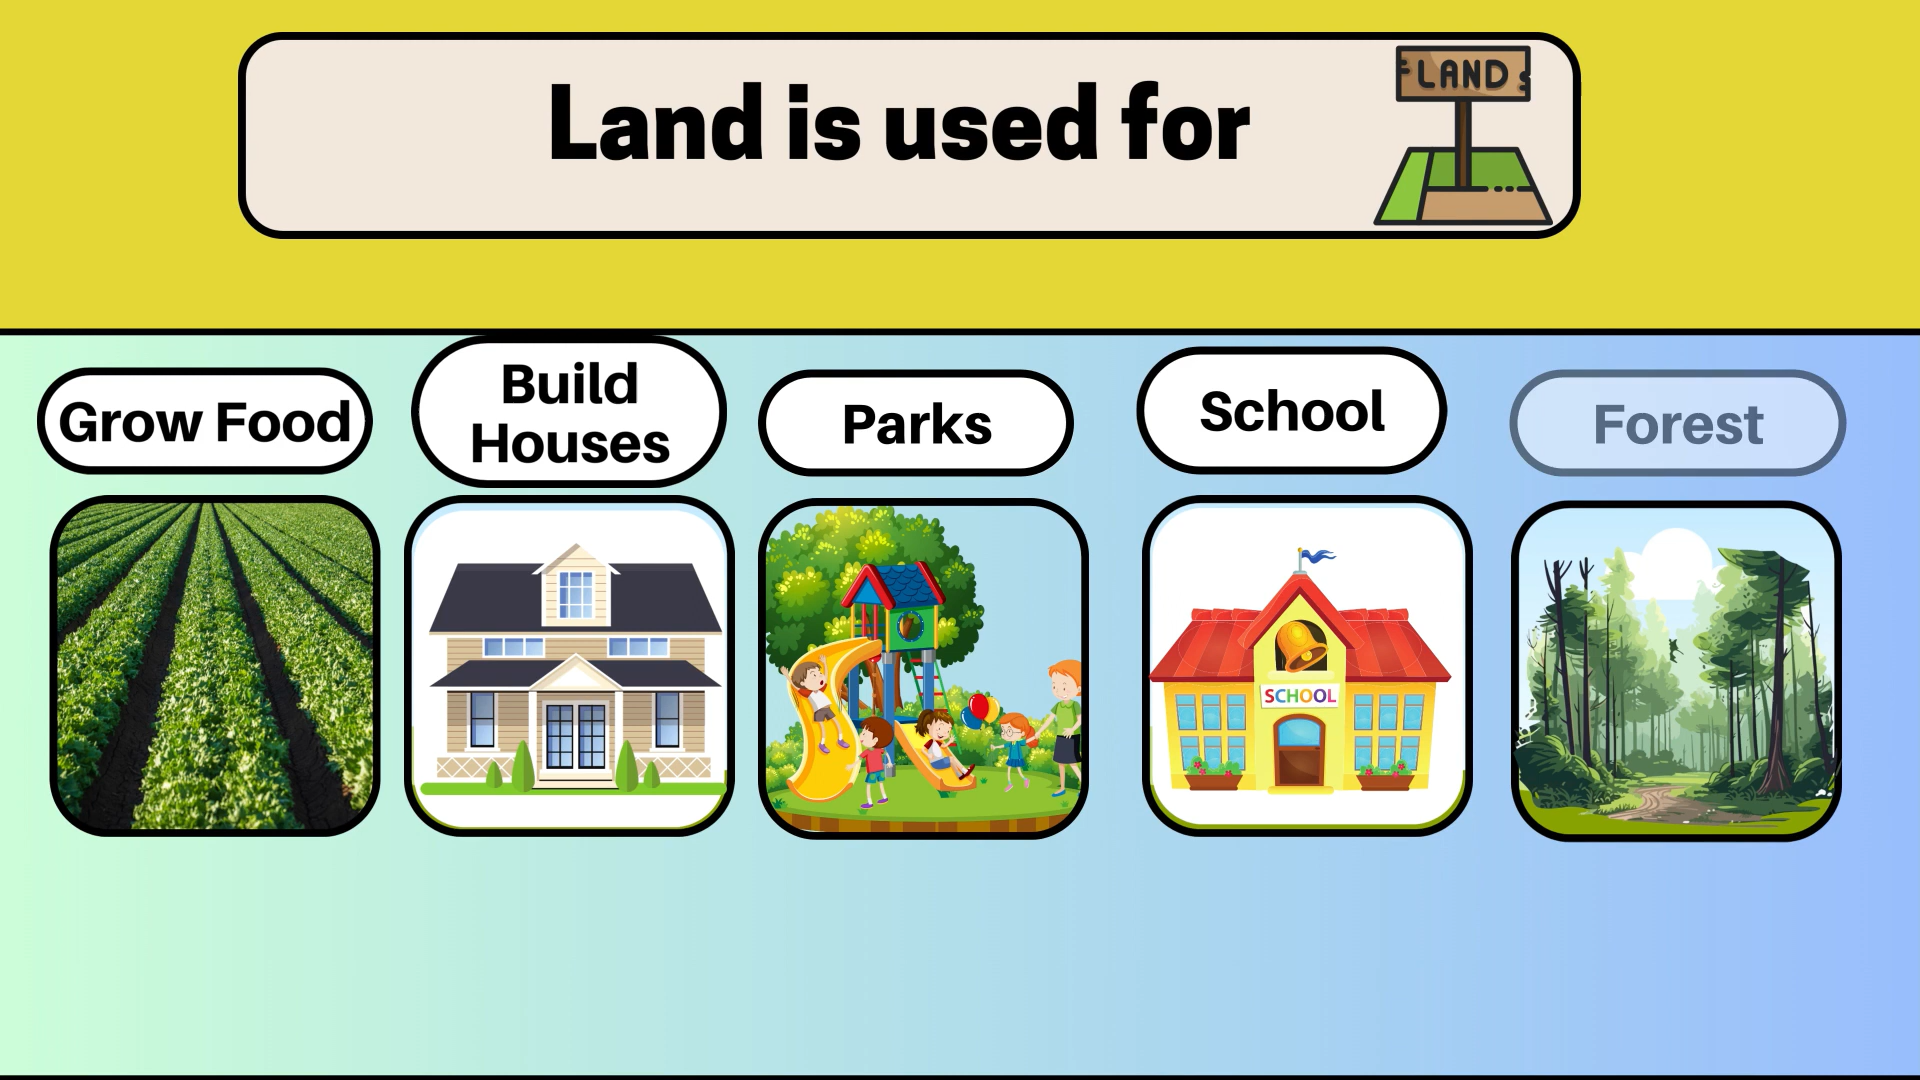 Land is used for
LAND
Grow Food
Build
Houses
Parks
School
Forest
SCHOOL